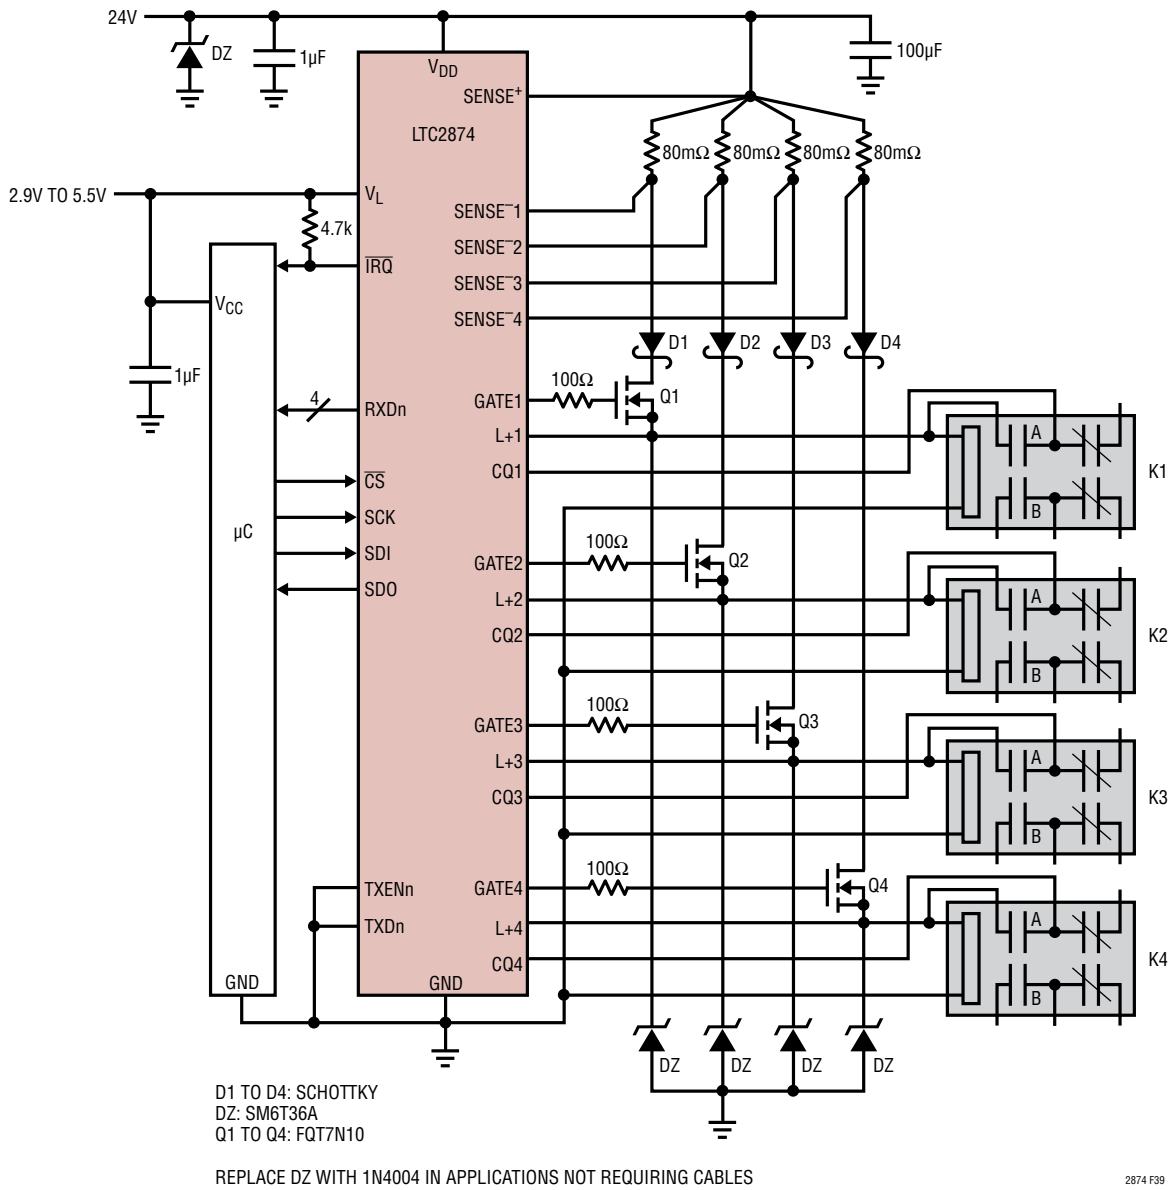 24V
DZ
1µF
100µF
VDD
SENSE+
LTC2874
80mΩ 80mΩ 80mΩ 80mΩ
2.9V TO 5.5V
VL
4.7k
SENSE−1
IRQ
SENSE−2
SENSE−3
VCC
SENSE−4
D1 D2 D3 D4
1µF
100Ω
4
RXDn
GATE1
Q1
L+1
A
CQ1
K1
CS
B
SCK
µC
100Ω
SDI
GATE2
Q2
SDO
L+2
A
CQ2
K2
B
100Ω
GATE3
Q3
L+3
A
CQ3
K3
B
100Ω
TXENn
GATE4
Q4
TXDn
L+4
A
CQ4
K4
GND
GND
B
DZ DZ DZ DZ
D1 TO D4: SCHOTTKY
DZ: SM6T36A
Q1 TO Q4: FQT7N10
REPLACE DZ WITH 1N4004 IN APPLICATIONS NOT REQUIRING CABLES
2874 F39